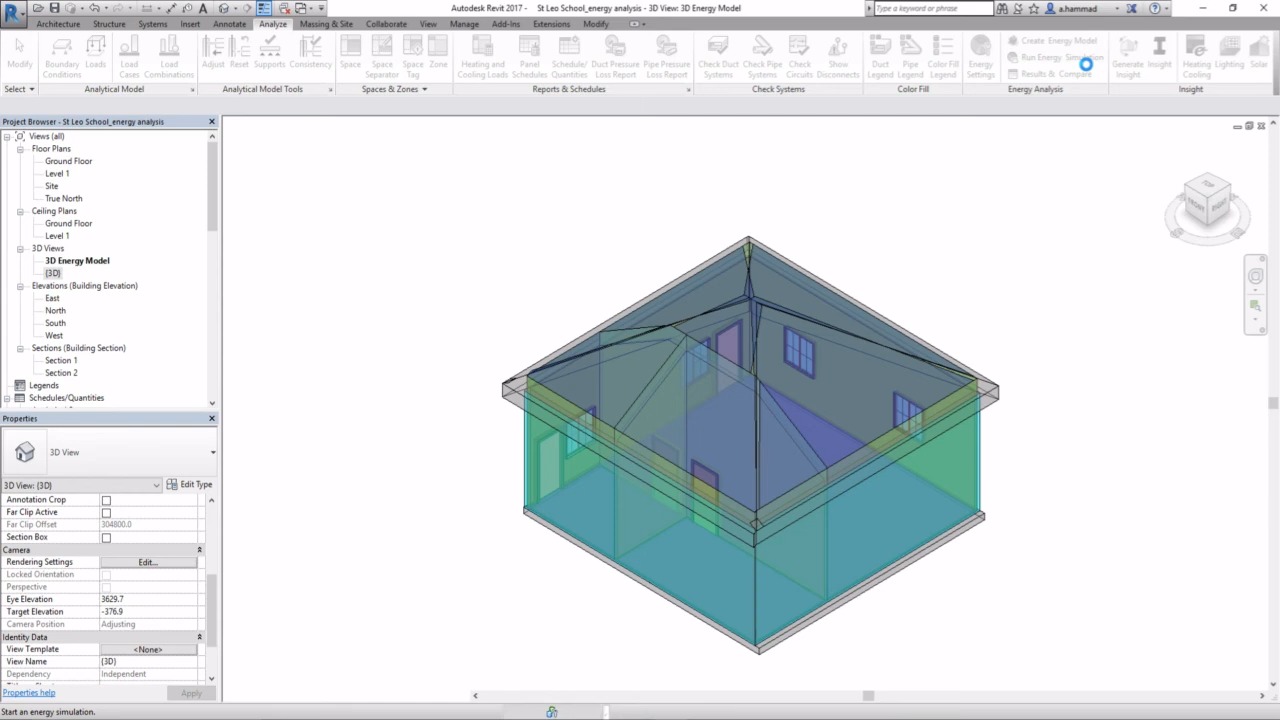 Autodesk Revit 2017 - St Leo School_energy analysis - 3D View: 3D Energy Model
Type a keyword or phrase
a.hammad
Architecture Structure Systems Insert Annotate Analyze Massing & Site Collaborate View Manage Add-Ins Extensions Modify
Modify
Boundary Conditions
Loads
Load Cases
Load Combinations
Adjust
Reset
Supports
Consistency
Space
Space Separator
Space Tag
Zone
Heating and Cooling Loads
Panel Schedules
Schedule/ Quantities
Duct Pressure Loss Report
Pipe Pressure Loss Report
Check Duct Systems
Check Pipe Systems
Check Circuits
Show Disconnects
Duct Legend
Pipe Legend
Color Fill Legend
Energy Settings
Create Energy Model
Run Energy Simulation
Results & Compare
Generate Insight
Insight
Heating Cooling
Lighting
Solar
Select
Analytical Model
Analytical Model Tools
Spaces & Zones
Reports & Schedules
Check Systems
Color Fill
Energy Analysis
Insight
Project Browser - St Leo School_energy analysis
Views (all)
Floor Plans
Ground Floor
Level 1
Site
True North
Ceiling Plans
Ground Floor
Level 1
3D Views
3D Energy Model
{3D}
Elevations (Building Elevation)
East
North
South
West
Sections (Building Section)
Section 1
Section 2
Legends
Schedules/Quantities
Properties
3D View
3D View: {3D}
Edit Type
Annotation Crop
Far Clip Active
Far Clip Offset 304800.0
Section Box
Camera
Rendering Settings Edit...
Locked Orientation
Perspective
Eye Elevation 3629.7
Target Elevation -376.9
Camera Position Adjusting
Identity Data
View Template <None>
View Name {3D}
Dependency Independent
Properties help
Apply
Start an energy simulation.
TOP
FRONT
RIGHT